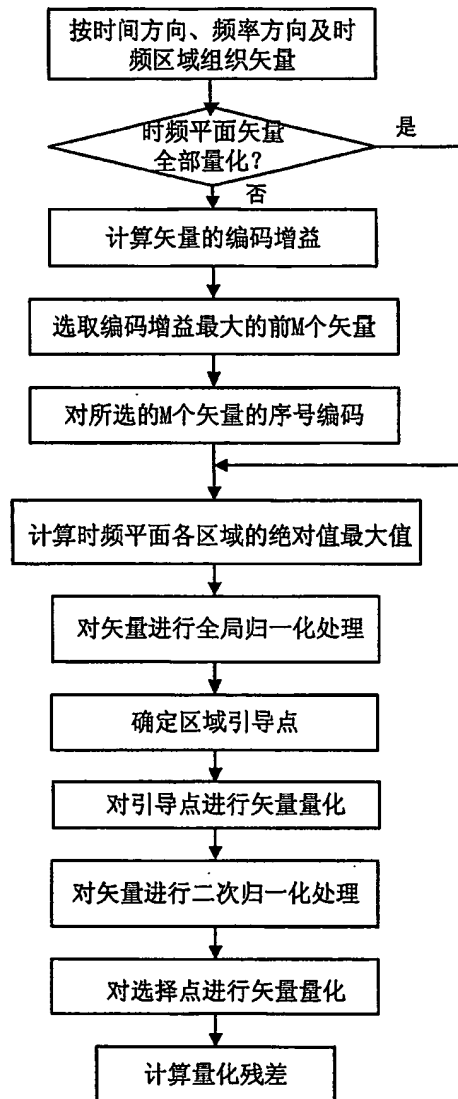 按时间方向、频率方向及时
频区域组织矢量
时频平面矢量
全部量化?
是
否
计算矢量的编码增益
选取编码增益最大的前M个矢量
对所选的M个矢量的序号编码
计算时频平面各区域的绝对值最大值
对矢量进行全局归一化处理
确定区域引导点
对引导点进行矢量量化
对矢量进行二次归一化处理
对选择点进行矢量量化
计算量化残差